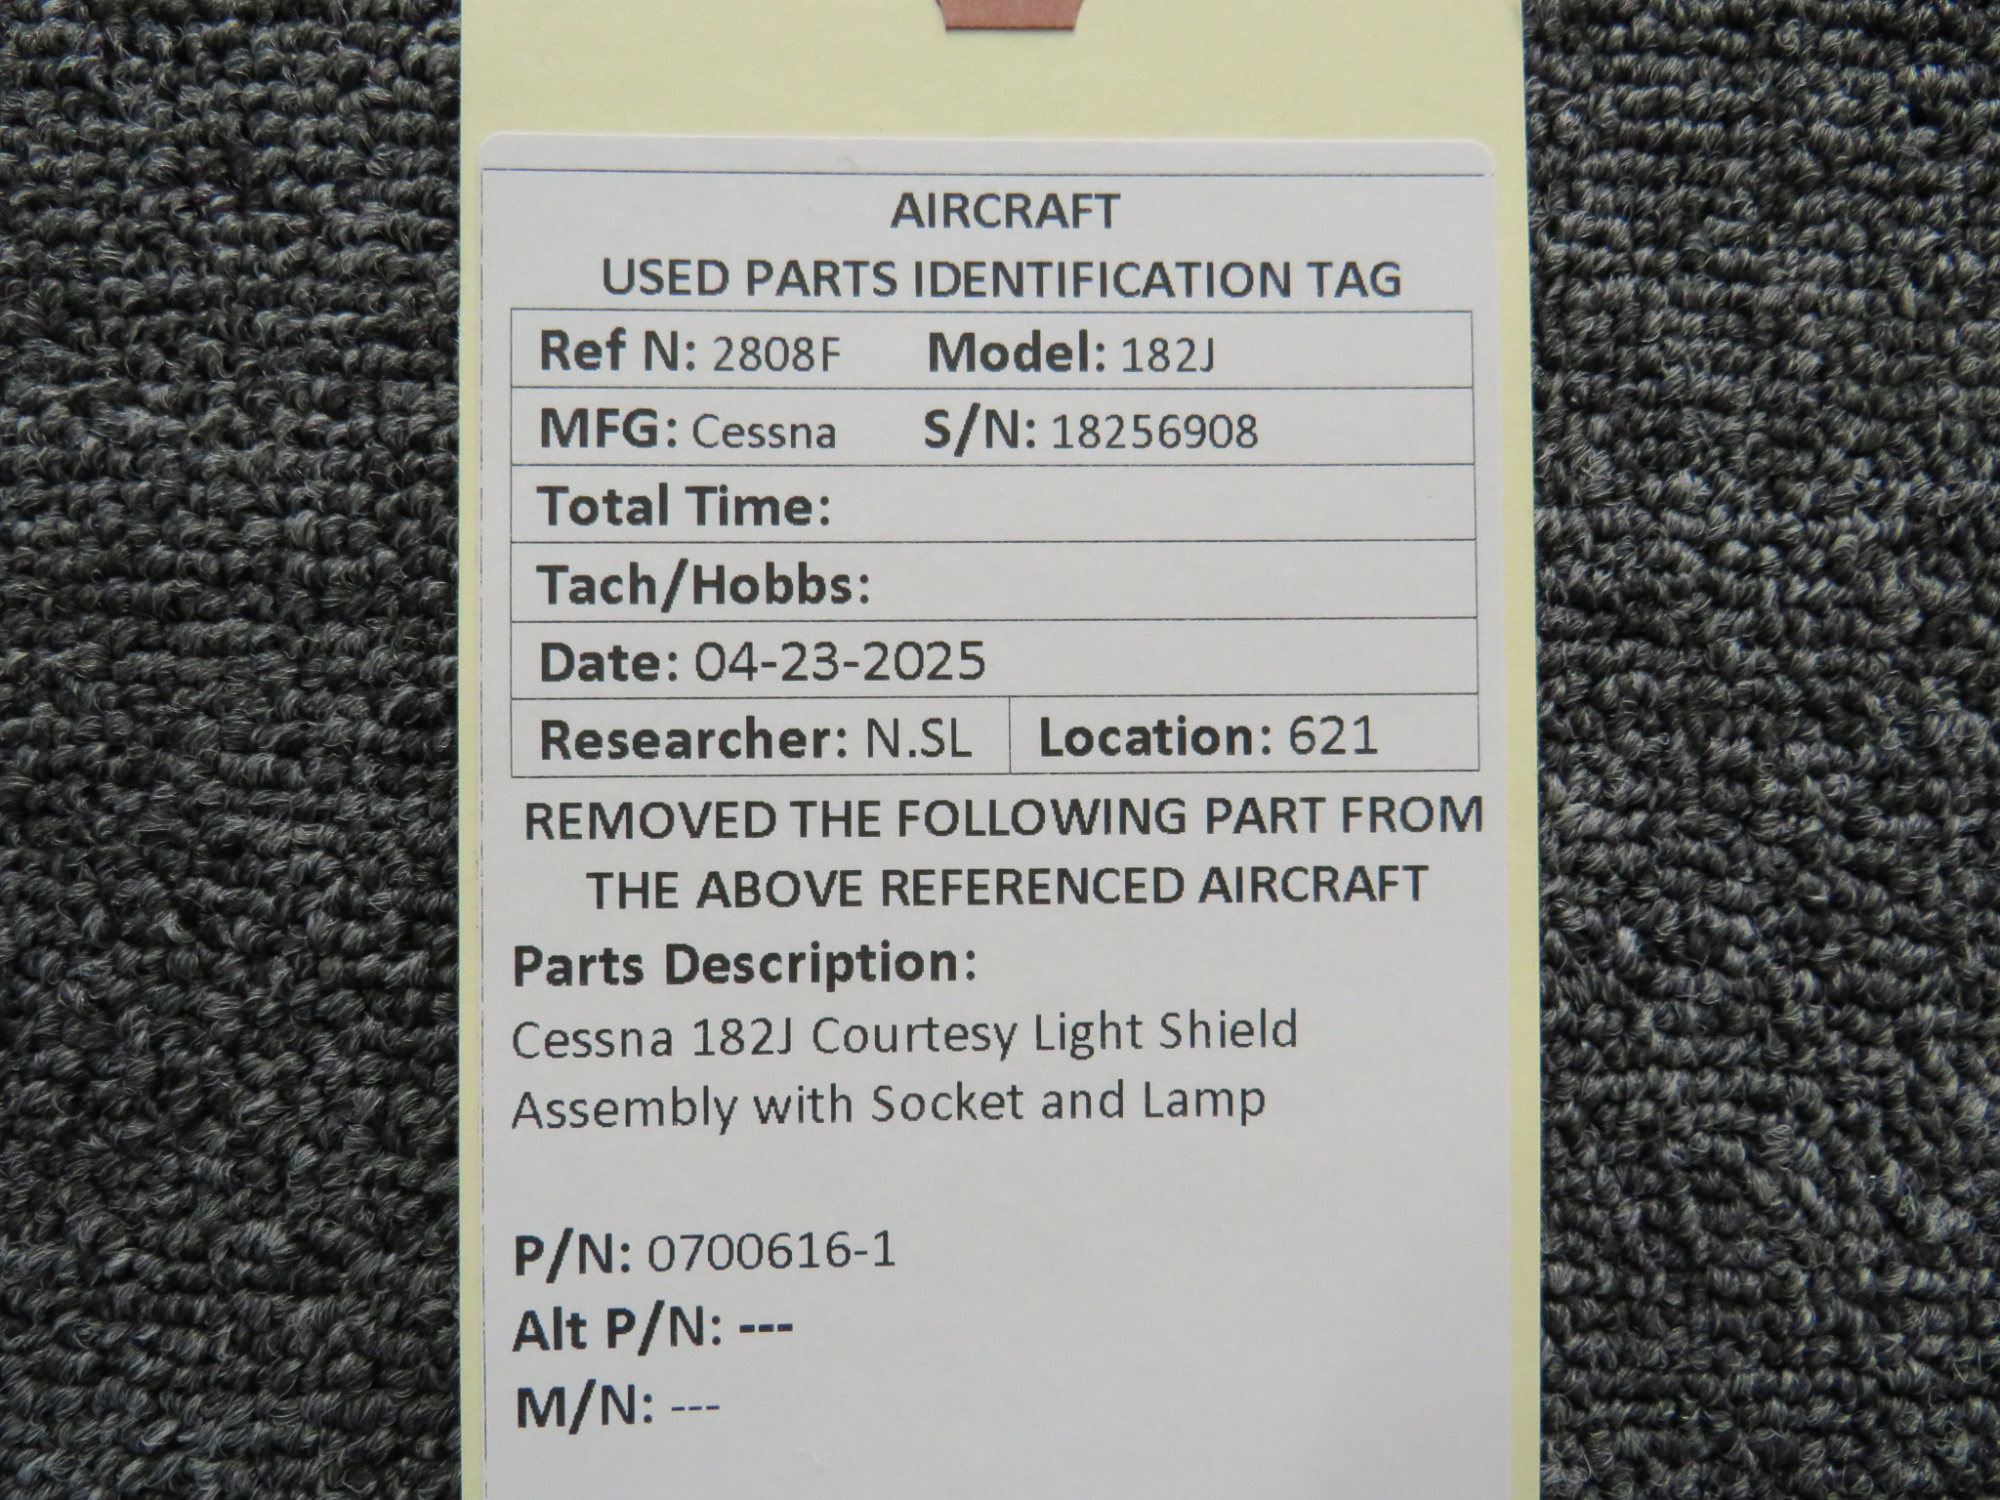 AIRCRAFT
USED PARTS IDENTIFICATION TAG
Ref N: 2808F Model: 182J
MFG: Cessna S/N: 18256908
Total Time:
Tach/Hobbs:
Date: 04-23-2025
Researcher: N.SL Location: 621
REMOVED THE FOLLOWING PART FROM
THE ABOVE REFERENCED AIRCRAFT
Parts Description:
Cessna 182J Courtesy Light Shield
Assembly with Socket and Lamp
P/N: 0700616-1
Alt P/N: ---
M/N: ---